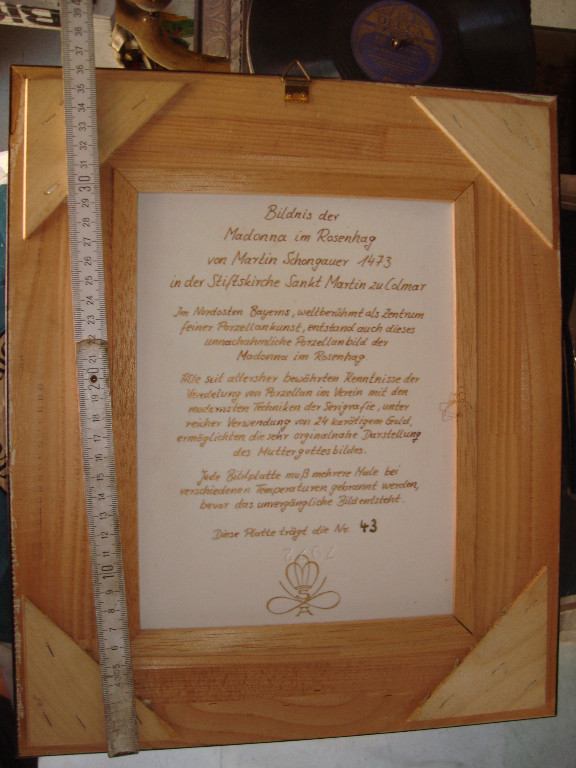 Bildnis der
Madonna im Rosenhag
von Martin Schongauer 1473
in der Stiftskirche Sankt Martin zu Colmar
Im Nordosten Bayerns, weltberühmt als Zentrum
feiner Porzellankunst, entstand auch dieses
unnachahmliche Porzellanbild der
Madonna im Rosenhag
Alle seit altersher bewährten Kenntnisse der
Veredelung von Porzellan im Verein mit den
modernsten Techniken der Serigrafie, unter
reicher Verwendung von 24 karätigem Gold,
ermöglichten die sehr orginalnahe Darstellung
des Muttergottesbildes.
Jede Bildplatte muß mehrere Male bei
verschiedenen Temperaturen gebrannt werden,
bevor das unvergängliche Bild entsteht.
Diese Platte trägt die Nr. 43